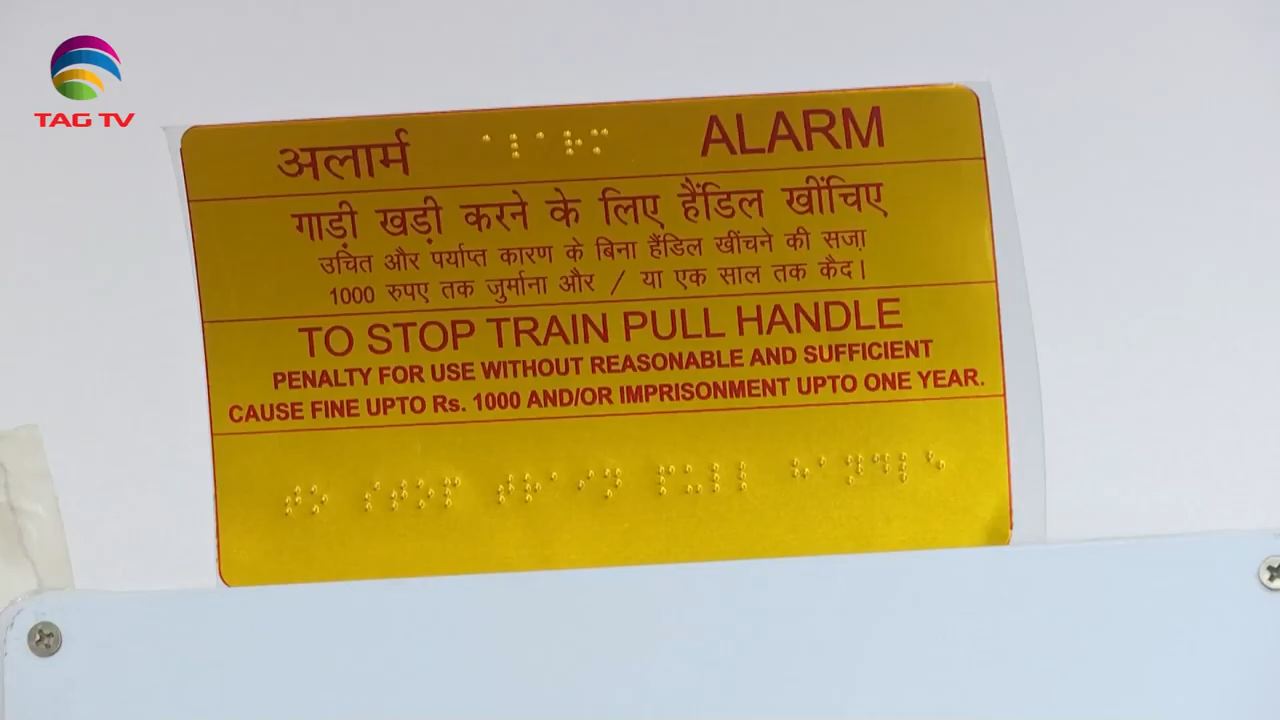 TAG TV
अलार्म ⠁⠇⠁⠗⠍ ALARM
गाड़ी खड़ी करने के लिए हैंडिल खींचिए
उचित और पर्याप्त कारण के बिना हैंडिल खींचने की सज़ा
1000 रुपए तक जुर्माना और / या एक साल तक कैद।
TO STOP TRAIN PULL HANDLE
PENALTY FOR USE WITHOUT REASONABLE AND SUFFICIENT
CAUSE FINE UPTO Rs. 1000 AND/OR IMPRISONMENT UPTO ONE YEAR.
⠞⠕ ⠎⠞⠕⠏ ⠞⠗⠁⠊⠝ ⠏⠥⠇⠇ ⠓⠁⠝⠙⠇⠑